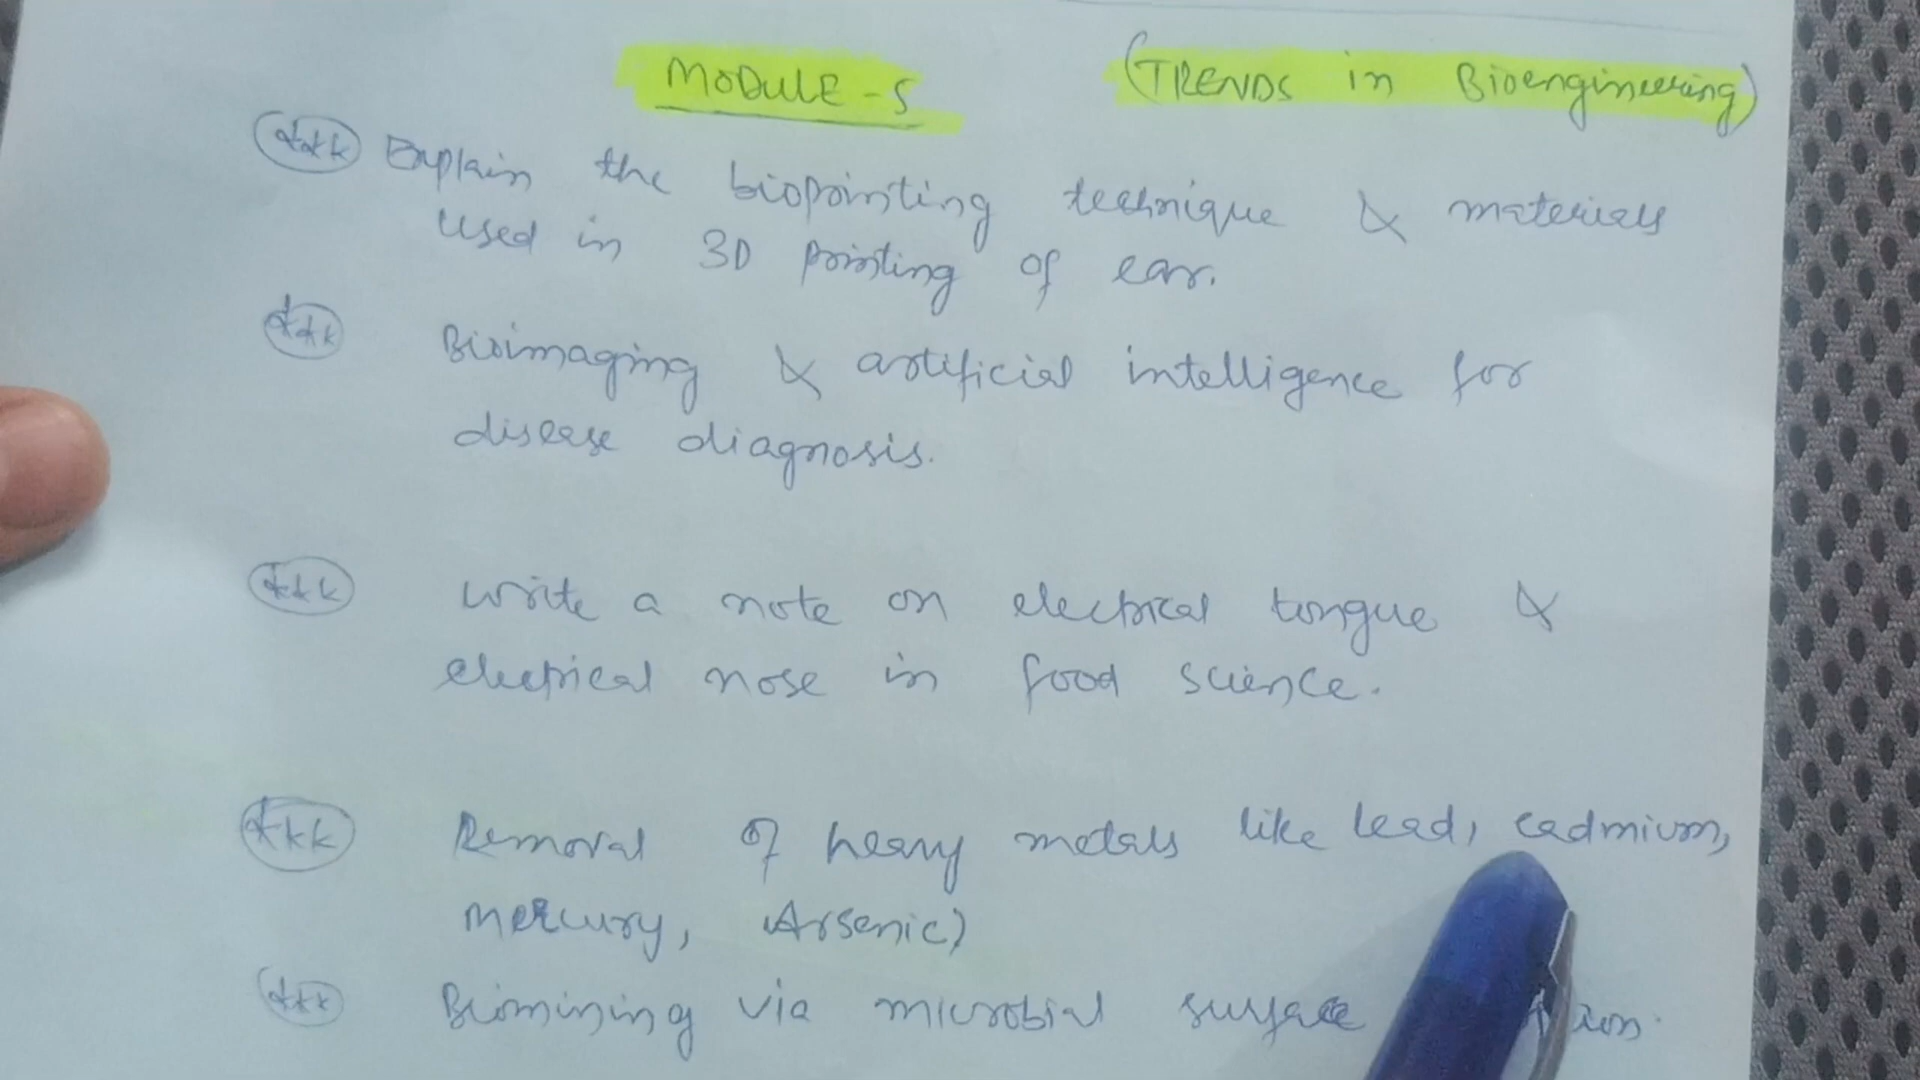 MODULE-5 (TRENDS in Bioengineering)
*** Explain the bioprinting technique & materials
used in 3D printing of ear.
*** Bioimaging & artificial intelligence for
disease diagnosis.
*** write a note on electrical tongue &
electrical nose in food science.
*** Removal of heavy metals like lead, cadmium,
mercury, Arsenic)
*** Biomining via microbial surface